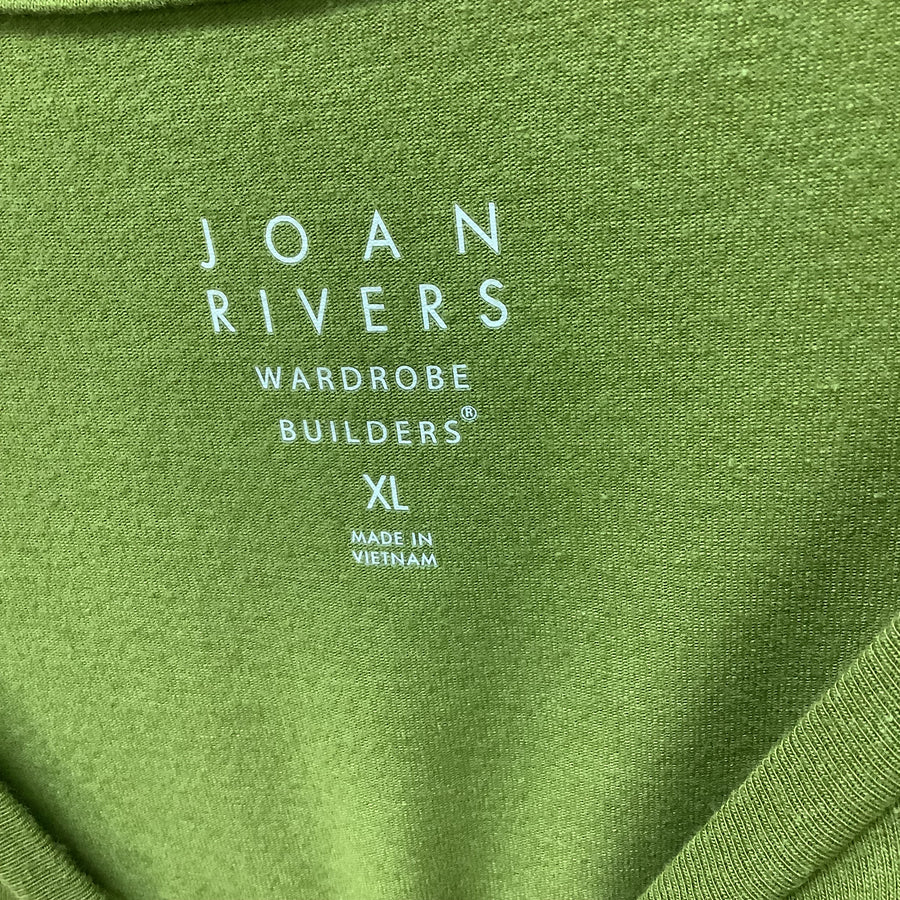 JOAN
RIVERS
WARDROBE
BUILDERS®
XL
MADE IN
VIETNAM